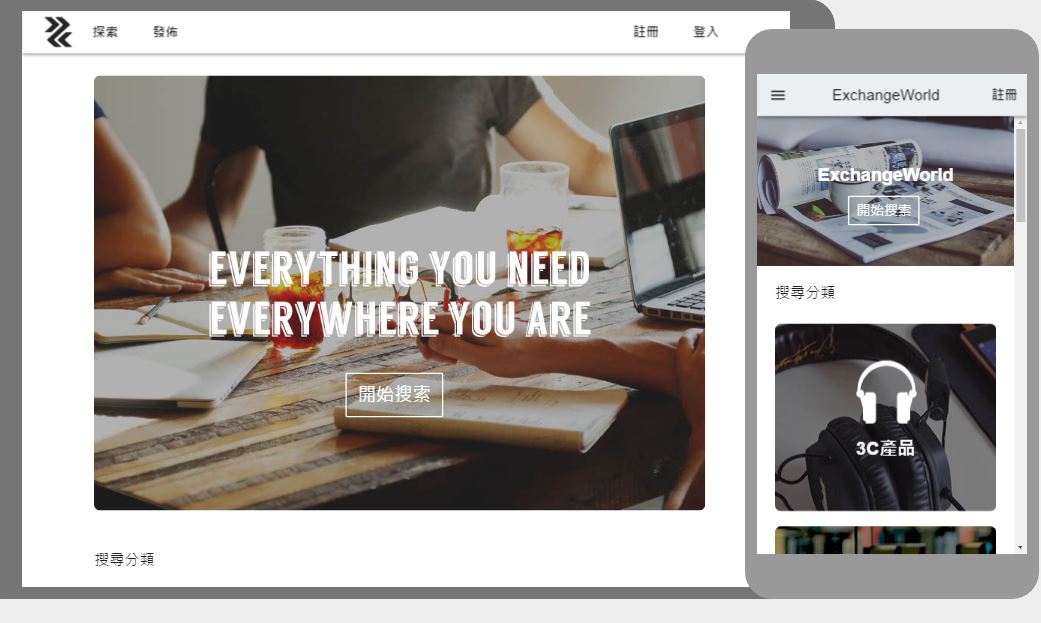 探索
發佈
註冊
登入
EVERYTHING YOU NEED
EVERYWHERE YOU ARE
開始搜索
搜尋分類
ExchangeWorld
註冊
ExchangeWorld
開始搜索
搜尋分類
3C產品